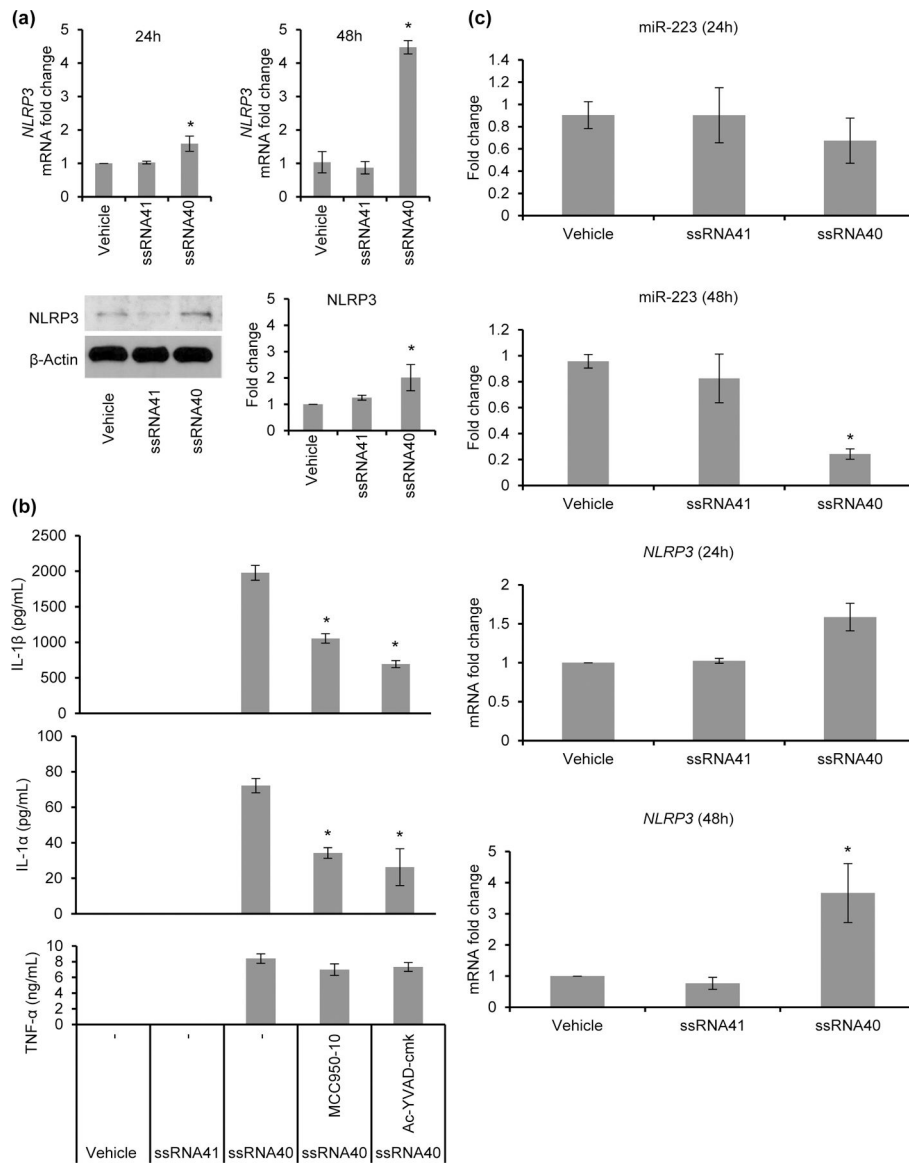 (a)
24h
NLRP3
mRNA fold change
5
4
3
2
1
0
*
Vehicle
ssRNA41
ssRNA40
48h
NLRP3
mRNA fold change
5
4
3
2
1
0
*
Vehicle
ssRNA41
ssRNA40
NLRP3
β-Actin
Vehicle
ssRNA41
ssRNA40
NLRP3
Fold change
5
4
3
2
1
0
*
Vehicle
ssRNA41
ssRNA40
(b)
IL-1β (pg/mL)
2500
2000
1000
500
0
*
*
IL-1α (pg/mL)
100
80
60
40
20
0
*
*
TNF-α (ng/mL)
10
8
6
4
2
0
-
-
-
MCC950-10
Ac-YVAD-cmk
Vehicle
ssRNA41
ssRNA40
ssRNA40
ssRNA40
(c)
miR-223 (24h)
Fold change
1.4
1.2
1
0.8
0.6
0.4
0.2
0
Vehicle
ssRNA41
ssRNA40
miR-223 (48h)
Fold change
1.2
1
0.8
0.6
0.4
0.2
0
*
Vehicle
ssRNA41
ssRNA40
NLRP3 (24h)
mRNA fold change
2
1.5
1
1.5
0
Vehicle
ssRNA41
ssRNA40
NLRP3 (48h)
mRNA fold change
5
4
3
2
1
0
*
Vehicle
ssRNA41
ssRNA40